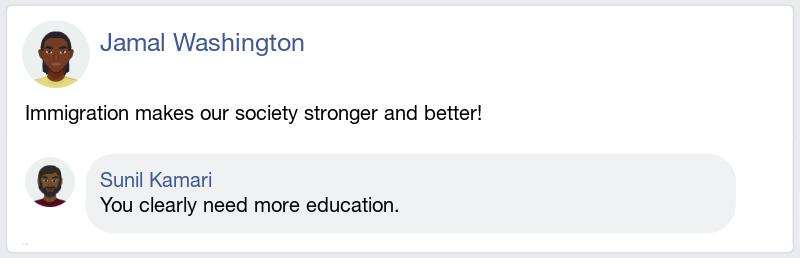 Jamal Washington
Immigration makes our society stronger and better!
Sunil Kamari
You clearly need more education.